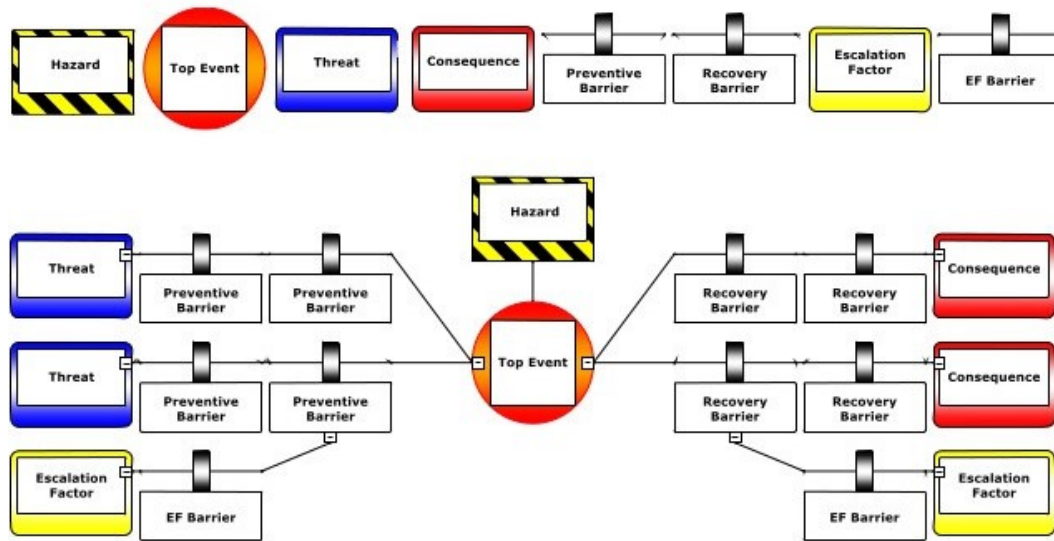 Hazard
Top Event
Threat
Consequence
Preventive
Barrier
Recovery
Barrier
Escalation
Factor
EF Barrier
Hazard
Threat
Preventive
Barrier
Preventive
Barrier
Top Event
Recovery
Barrier
Recovery
Barrier
Consequence
Threat
Preventive
Barrier
Preventive
Barrier
Recovery
Barrier
Recovery
Barrier
Consequence
Escalation
Factor
EF Barrier
EF Barrier
Escalation
Factor